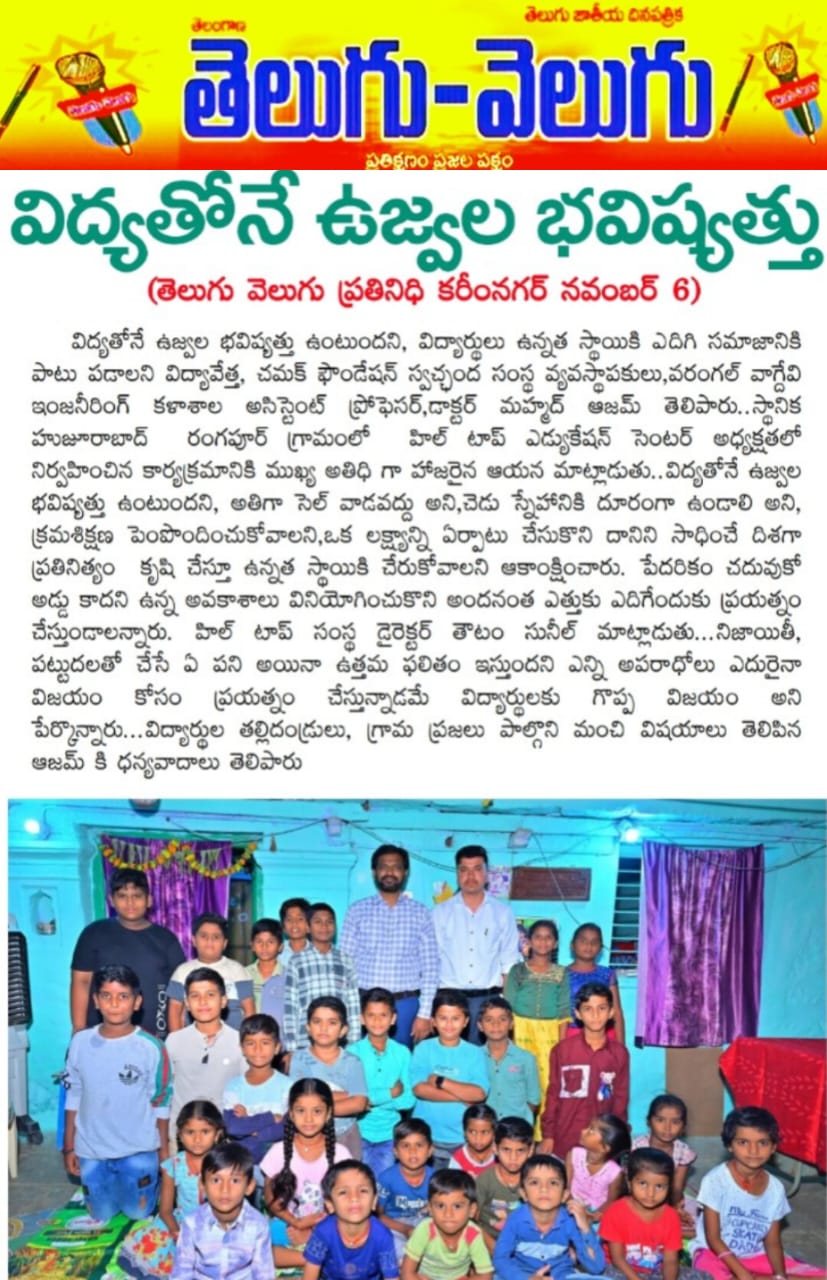 తెలంగాణ
తెలుగు జాతీయ దినపత్రిక
తెలుగు-వెలుగు
ప్రతిక్షణం ప్రజల పక్షం
విద్యతోనే ఉజ్వల భవిష్యత్తు
(తెలుగు వెలుగు ప్రతినిధి కరీంనగర్ నవంబర్ 6)
విద్యతోనే ఉజ్వల భవిష్యత్తు ఉంటుందని, విద్యార్థులు ఉన్నత స్థాయికి ఎదిగి సమాజానికి
పాటు పడాలని విద్యావేత్త, చమక్ ఫౌండేషన్ స్వచ్ఛంద సంస్థ వ్యవస్థాపకులు,వరంగల్ వాగ్దేవి
ఇంజనీరింగ్ కళాశాల అసిస్టెంట్ ప్రోఫెసర్,డాక్టర్ మహ్మద్ ఆజమ్ తెలిపారు..స్థానిక
హుజూరాబాద్ రంగపూర్ గ్రామంలో హిల్ టాప్ ఎడ్యుకేషన్ సెంటర్ అధ్యక్షతలో
నిర్వహించిన కార్యక్రమానికి ముఖ్య అతిధి గా హాజరైన ఆయన మాట్లాడుతు..విద్యతోనే ఉజ్వల
భవిష్యత్తు ఉంటుందని, అతిగా సెల్ వాడవద్దు అని,చెడు స్నేహానికి దూరంగా ఉండాలి అని,
క్రమశిక్షణ పెంపొందించుకోవాలని,ఒక లక్ష్యాన్ని ఏర్పాటు చేసుకొని దానిని సాధించే దిశగా
ప్రతినిత్యం కృషి చేస్తూ ఉన్నత స్థాయికి చేరుకోవాలని ఆకాంక్షించారు. పేదరికం చదువుకో
అడ్డు కాదని ఉన్న అవకాశాలు వినియోగించుకొని అందనంత ఎత్తుకు ఎదిగేందుకు ప్రయత్నం
చేస్తుండాలన్నారు. హిల్ టాప్ సంస్థ డైరెక్టర్ తౌటం సునీల్ మాట్లాడుతు...నిజాయితీ,
పట్టుదలతో చేసే ఏ పని అయినా ఉత్తమ ఫలితం ఇస్తుందని ఎన్ని అపరాధోలు ఎదురైనా
విజయం కోసం ప్రయత్నం చేస్తున్నాడమే విద్యార్థులకు గొప్ప విజయం అని
పేర్కొన్నారు...విద్యార్థుల తల్లిదండ్రులు, గ్రామ ప్రజలు పాల్గొని మంచి విషయాలు తెలిపిన
ఆజమ్ కి ధన్యవాదాలు తెలిపారు
adidas